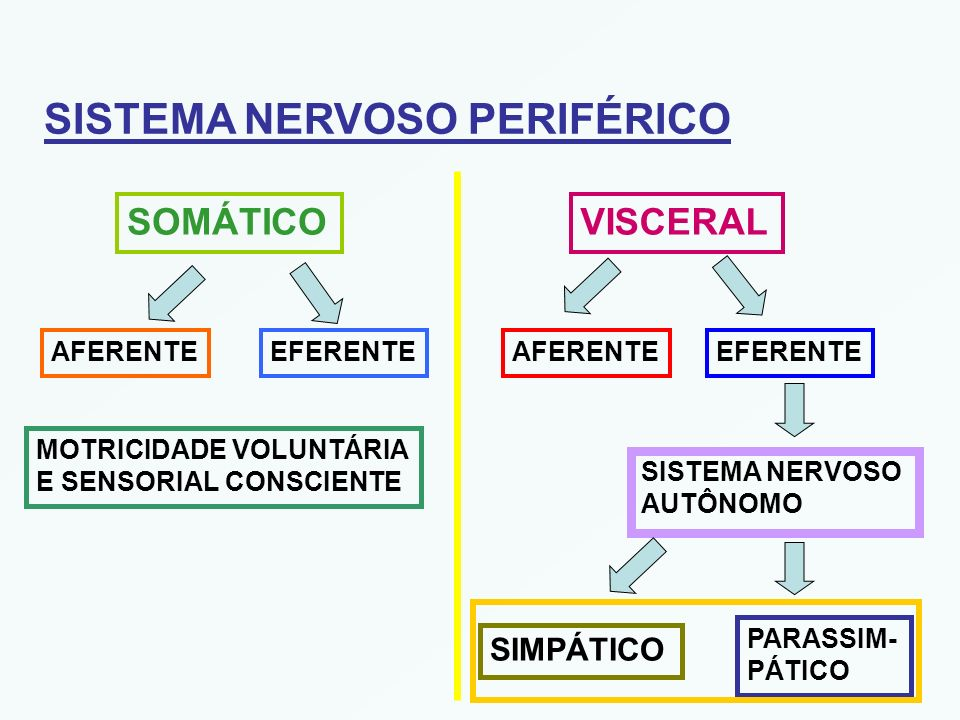 SISTEMA NERVOSO PERIFÉRICO
SOMÁTICO
VISCERAL
AFERENTE
EFERENTE
AFERENTE
EFERENTE
MOTRICIDADE VOLUNTÁRIA
E SENSORIAL CONSCIENTE
SISTEMA NERVOSO
AUTÔNOMO
SIMPÁTICO
PARASSIM-
PÁTICO